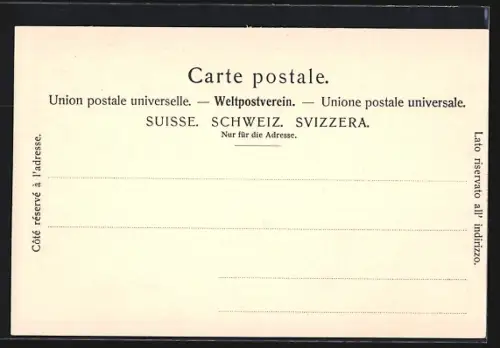 Carte postale.
Union postale universelle. — Weltpostverein. — Unione postale universale.
SUISSE. SCHWEIZ. SVIZZERA.
Nur für die Adresse.
Côté réservé à l'adresse.
Lato riservato all' indirizzo.